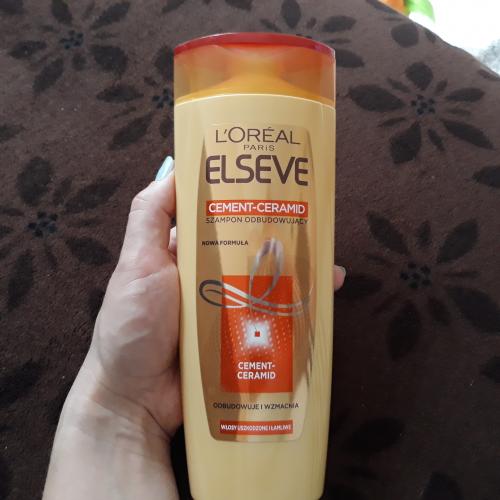 L'ORÉAL
PARIS
ELSEVE
CEMENT-CERAMID
SZAMPON ODBUDOWUJĄCY
NOWA FORMUŁA
CEMENT-
CERAMID
ODBUDOWUJE I WZMACNIA
WŁOSY USZKODZONE I ŁAMLIWE